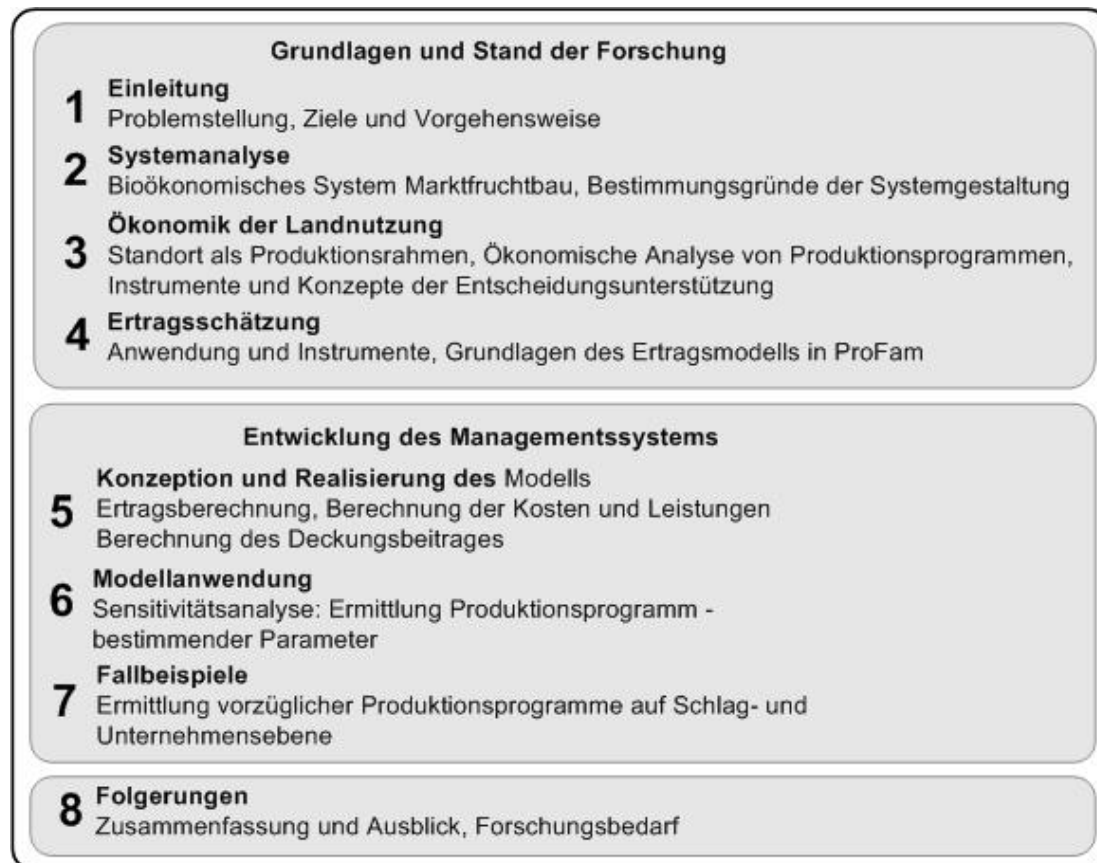 Grundlagen und Stand der Forschung
1 Einleitung
Problemstellung, Ziele und Vorgehensweise
2 Systemanalyse
Bioökonomisches System Marktfruchtbau, Bestimmungsgründe der Systemgestaltung
3 Ökonomik der Landnutzung
Standort als Produktionsrahmen, Ökonomische Analyse von Produktionsprogrammen,
Instrumente und Konzepte der Entscheidungsunterstützung
4 Ertragsschätzung
Anwendung und Instrumente, Grundlagen des Ertragsmodells in ProFam
Entwicklung des Managementssystems
5 Konzeption und Realisierung des Modells
Ertragsberechnung, Berechnung der Kosten und Leistungen
Berechnung des Deckungsbeitrages
6 Modellanwendung
Sensitivitätsanalyse: Ermittlung Produktionsprogramm -
bestimmender Parameter
7 Fallbeispiele
Ermittlung vorzüglicher Produktionsprogramme auf Schlag- und
Unternehmensebene
8 Folgerungen
Zusammenfassung und Ausblick, Forschungsbedarf